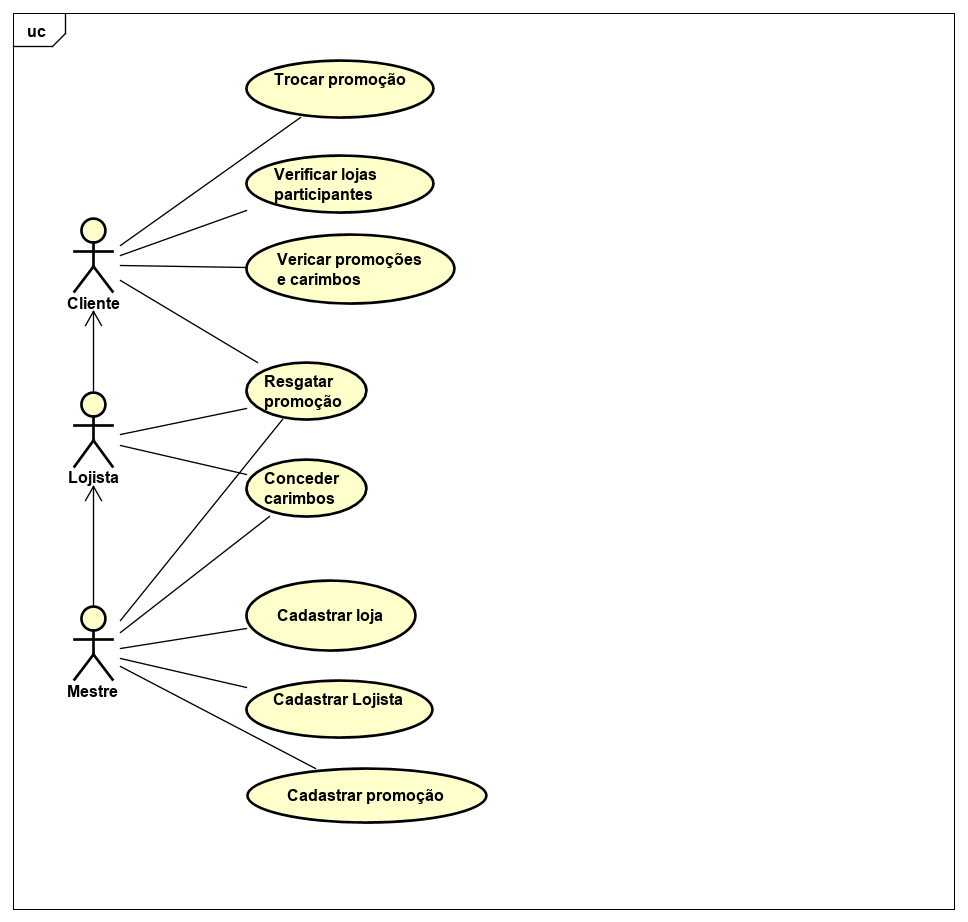 uc
Trocar promoção
Verificar lojas
participantes
Vericar promoções
e carimbos
Cliente
Resgatar
promoção
Lojista
Conceder
carimbos
Cadastrar loja
Mestre
Cadastrar Lojista
Cadastrar promoção